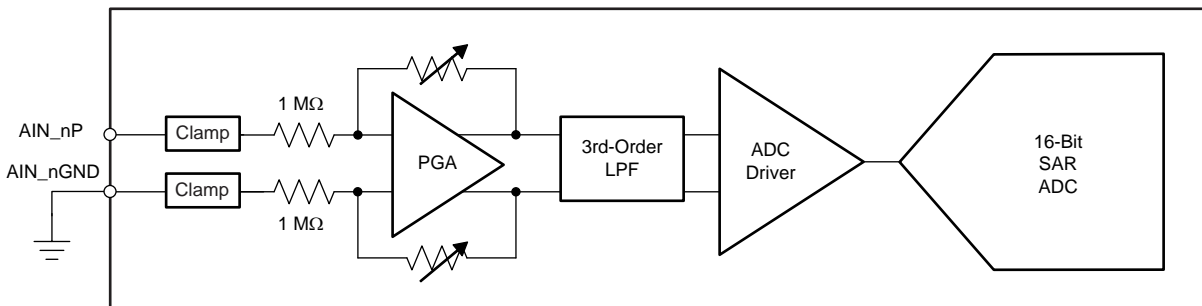 1 MΩ
AIN_nP
Clamp
AIN_nGND
Clamp
1 MΩ
PGA
3rd-Order
LPF
ADC
Driver
16-Bit
SAR
ADC